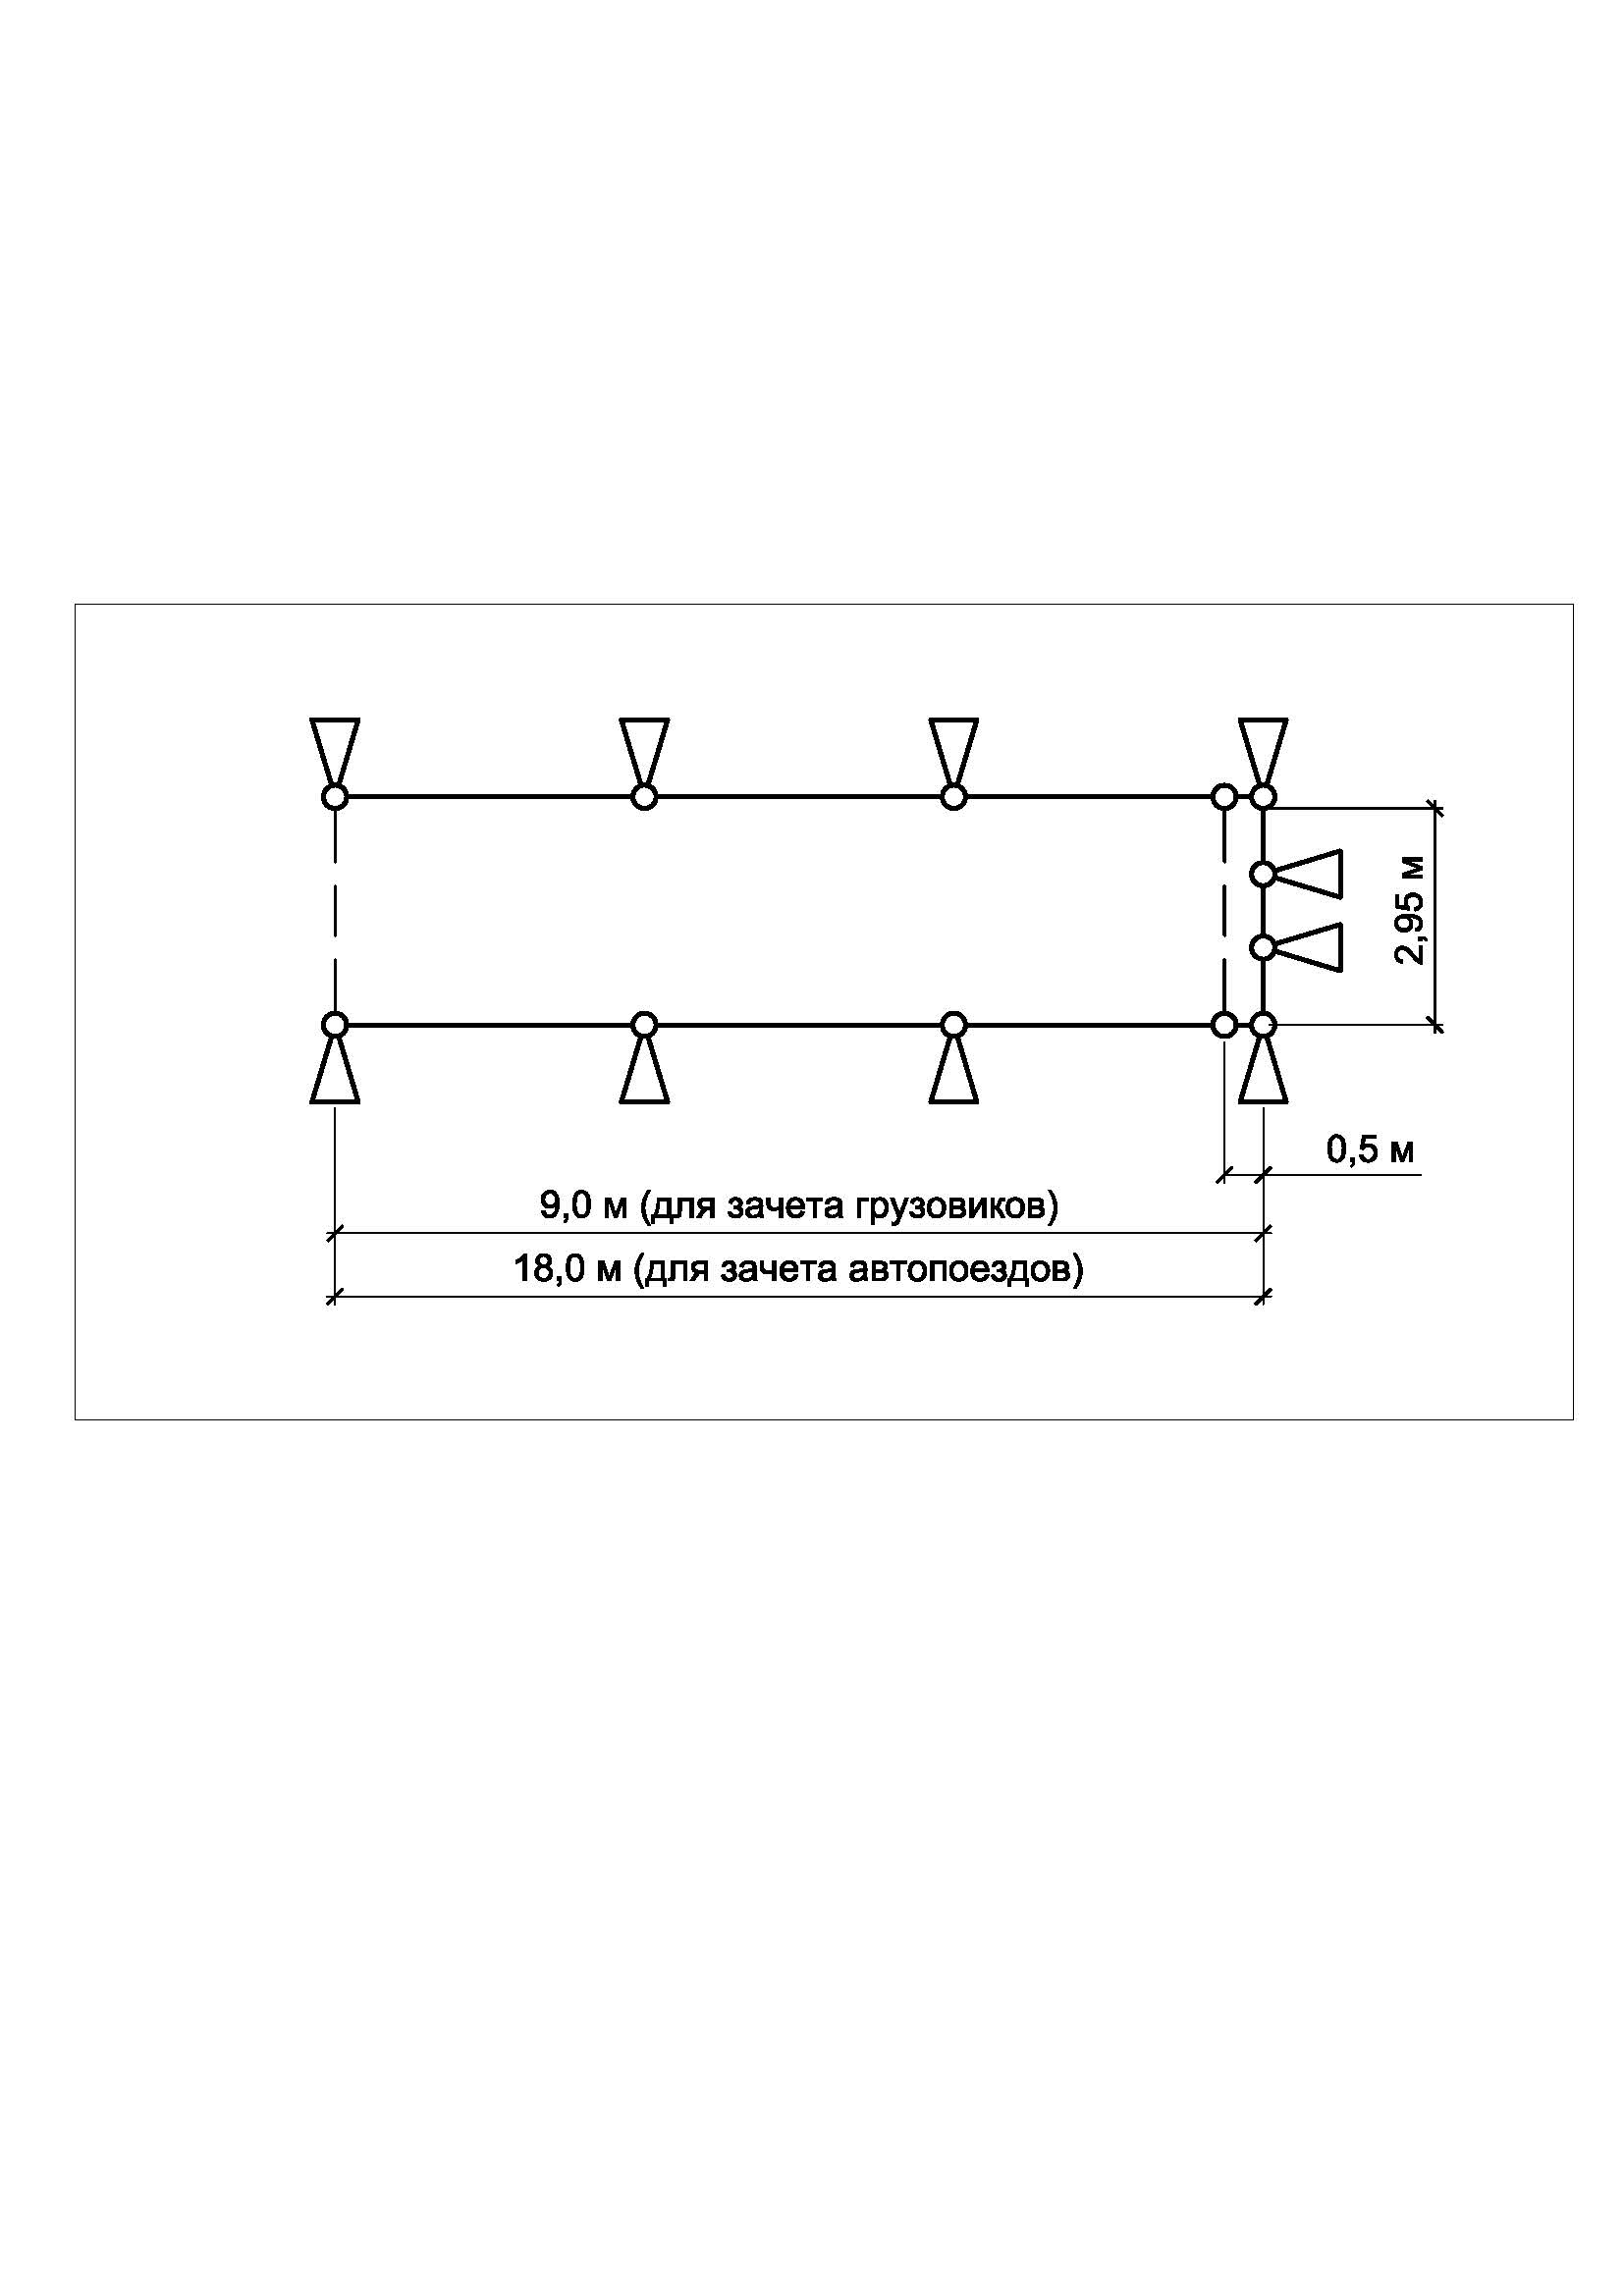 2,95 м
0,5 м
9,0 м (для зачета грузовиков)
18,0 м (для зачета автопоездов)